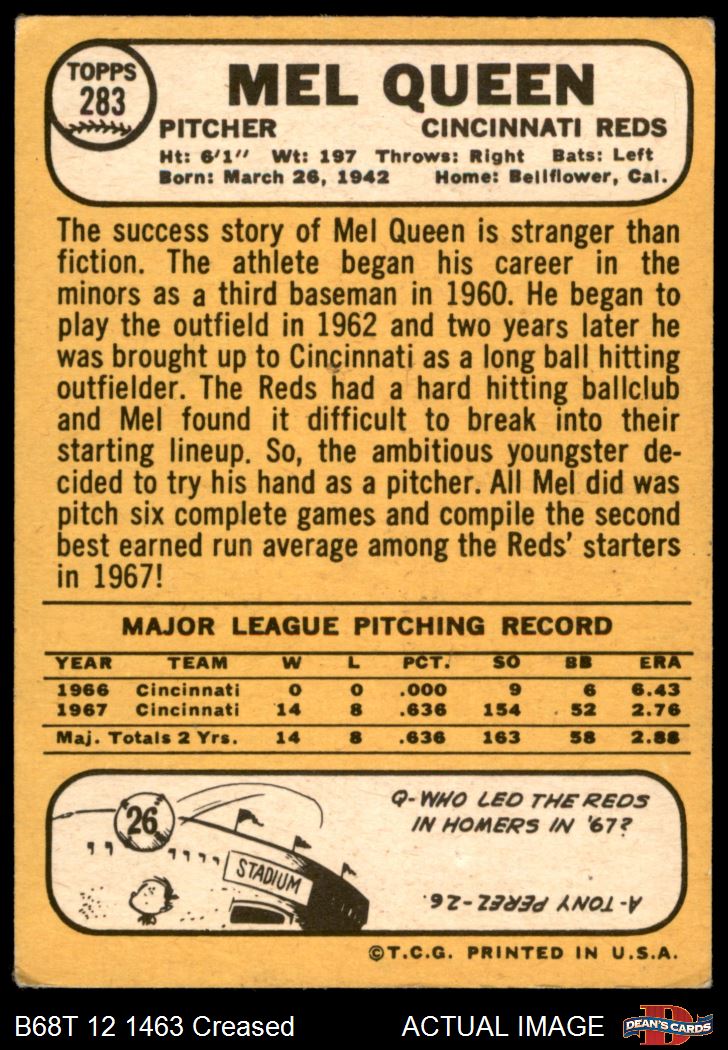 TOPPS
283
MEL QUEEN
PITCHER CINCINNATI REDS
Ht: 6'1" Wt: 197 Throws: Right Bats: Left
Born: March 26, 1942 Home: Bellflower, Cal.
The success story of Mel Queen is stranger than
fiction. The athlete began his career in the
minors as a third baseman in 1960. He began to
play the outfield in 1962 and two years later he
was brought up to Cincinnati as a long ball hitting
outfielder. The Reds had a hard hitting ballclub
and Mel found it difficult to break into their
starting lineup. So, the ambitious youngster de-
cided to try his hand as a pitcher. All Mel did was
pitch six complete games and compile the second
best earned run average among the Reds' starters
in 1967!
MAJOR LEAGUE PITCHING RECORD
YEAR TEAM W L PCT. SO BB ERA
1966 Cincinnati 0 0 .000 9 6 6.43
1967 Cincinnati 14 8 .636 154 52 2.76
Maj. Totals 2 Yrs. 14 8 .636 163 58 2.88
26
STADIUM
Q-WHO LED THE REDS
IN HOMERS IN '67?
A-TONY PEREZ-26.
©T.C.G. PRINTED IN U.S.A.
B68T 12 1463 Creased ACTUAL IMAGE
D
DEAN'S CARDS